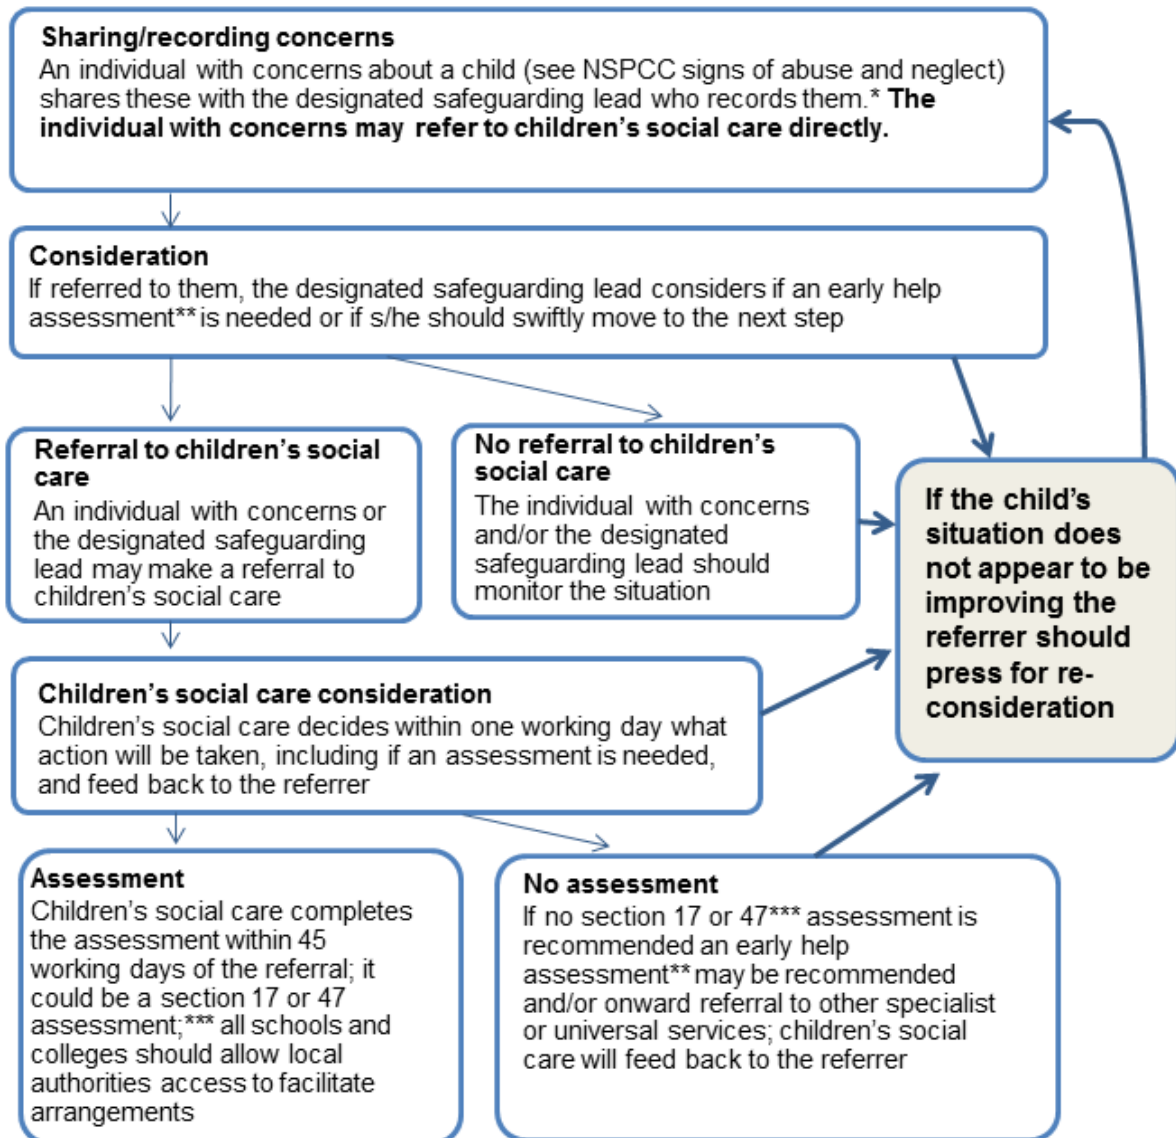 Sharing/recording concerns
An individual with concerns about a child (see NSPCC signs of abuse and neglect)
shares these with the designated safeguarding lead who records them.* The
individual with concerns may refer to children's social care directly.
Consideration
If referred to them, the designated safeguarding lead considers if an early help
assessment** is needed or if s/he should swiftly move to the next step
Referral to children's social
care
An individual with concerns or
the designated safeguarding
lead may make a referral to
children's social care
No referral to children's
social care
The individual with concerns
and/or the designated
safeguarding lead should
monitor the situation
If the child's
situation does
not appear to be
improving the
referrer should
press for re-
consideration
Children's social care consideration
Children's social care decides within one working day what
action will be taken, including if an assessment is needed,
and feed back to the referrer
Assessment
Children's social care completes
the assessment within 45
working days of the referral; it
could be a section 17 or 47
assessment;*** all schools and
colleges should allow local
authorities access to facilitate
arrangements
No assessment
If no section 17 or 47*** assessment is
recommended an early help
assessment** may be recommended
and/or onward referral to other specialist
or universal services; children's social
care will feed back to the referrer